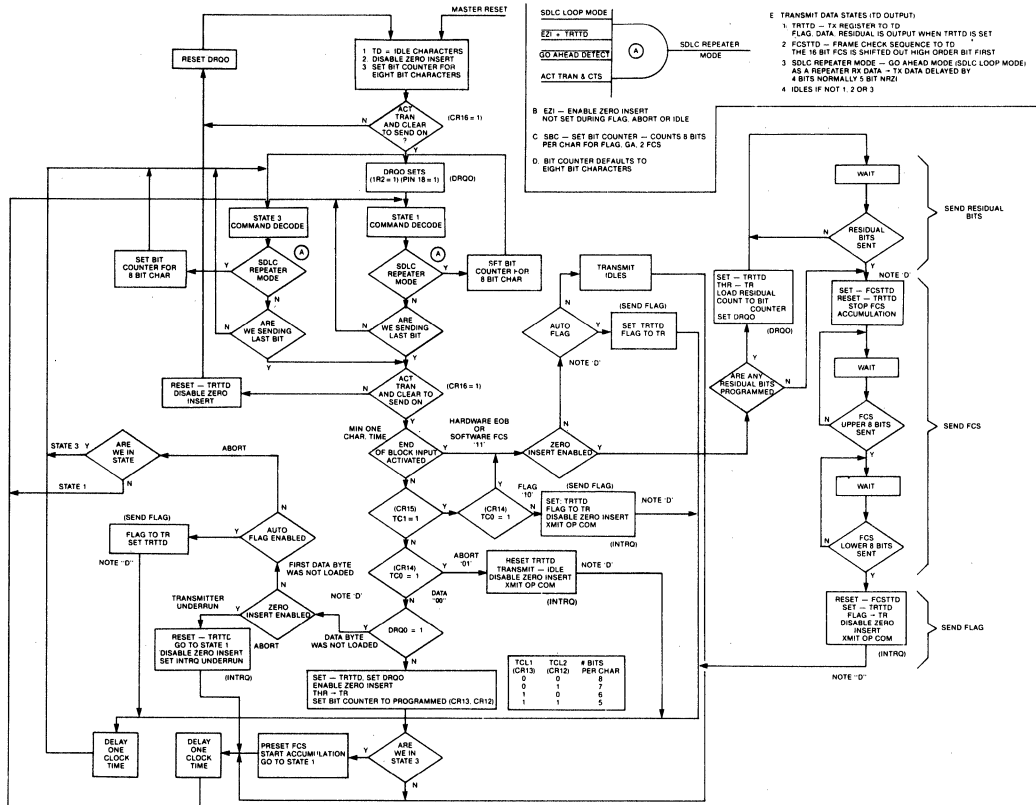 MASTER RESET
RESET DRQO
1 TD = IDLE CHARACTERS
2. DISABLE ZERO INSERT
3 SET BIT COUNTER FOR
EIGHT BIT CHARACTERS
ACT
TRAN
AND CLEAR
TO SEND ON
?
(CR16 = 1)
N
Y
DRQO SETS
(1R2 = 1) (PIN 18 = 1)
(DRQO)
STATE 3
COMMAND DECODE
STATE 1
COMMAND DECODE
A
A
SET BIT
COUNTER FOR
8 BIT CHAR
Y
SDLC
REPEATER
MODE
N
SDLC
REPEATER
MODE
Y
N
SET BIT
COUNTER FOR
8 BIT CHAR
N
ARE
WE SENDING
LAST BIT
Y
N
ARE
WE SENDING
LAST BIT
Y
RESET — TRTTD
DISABLE ZERO
INSERT
N
ACT
TRAN
AND CLEAR TO
SEND ON
(CR16 = 1)
Y
MIN ONE
CHAR. TIME
END
OF BLOCK INPUT
ACTIVATED
Y
N
HARDWARE EOB
OR
SOFTWARE FCS
'11'
(CR15)
TC1 = 1
Y
N
(CR14)
TC0 = 1
Y
N
FLAG
'10'
(SEND FLAG)
SET: TRTTD
FLAG TO TR
DISABLE ZERO INSERT
XMIT OP COM
(INTRQ)
NOTE 'D'
(CR14)
TC0 = 1
Y
N
ABORT
'01'
RESET TRTTD
TRANSMIT — IDLE
DISABLE ZERO INSERT
XMIT OP COM
(INTRQ)
NOTE 'D'
DATA
"00"
DRQ0 = 1
Y
N
DATA BYTE
WAS NOT LOADED
NOTE 'D'
SET — TRTTD, SET DRQO
ENABLE ZERO INSERT
THR → TR
SET BIT COUNTER TO PROGRAMMED (CR13, CR12)
ARE
WE IN
STATE 3
Y
N
PRESET FCS
START ACCUMULATION
GO TO STATE 1
DELAY
ONE
CLOCK
TIME
DELAY
ONE
CLOCK
TIME
STATE 3
Y
ARE
WE IN
STATE
N
STATE 1
ABORT
N
(SEND FLAG)
FLAG TO TR
SET TRTTD
Y
AUTO
FLAG ENABLED
NOTE "D"
FIRST DATA BYTE
WAS NOT LOADED
N
ZERO
INSERT ENABLED
Y
TRANSMITTER
UNDERRUN
ABORT
RESET — TRTTD
GO TO STATE 1
DISABLE ZERO INSERT
SET INTRQ UNDERRUN
(INTRQ)
TRANSMIT
IDLES
N
AUTO
FLAG
Y
(SEND FLAG)
SET TRTTD
FLAG TO TR
NOTE 'D'
N
ZERO
INSERT ENABLED
Y
SDLC LOOP MODE
EZI + TRTTD
GO AHEAD DETECT
ACT TRAN & CTS
A
SDLC REPEATER
MODE
B EZI — ENABLE ZERO INSERT
NOT SET DURING FLAG. ABORT OR IDLE
C SBC — SET BIT COUNTER — COUNTS 8 BITS
PER CHAR FOR FLAG. GA, 2 FCS
D. BIT COUNTER DEFAULTS TO
EIGHT BIT CHARACTERS
E TRANSMIT DATA STATES (TD OUTPUT)
1. TRTTD — TX REGISTER TO TD
FLAG. DATA. RESIDUAL IS OUTPUT WHEN TRTTD IS SET
2 FCSTTD — FRAME CHECK SEQUENCE TO TD
THE 16 BIT FCS IS SHIFTED OUT HIGH ORDER BIT FIRST
3 SDLC REPEATER MODE — GO AHEAD MODE (SDLC LOOP MODE)
AS A REPEATER RX DATA → TX DATA DELAYED BY
4 BITS NORMALLY 5 BIT NRZI
4 IDLES IF NOT 1, 2 OR 3
WAIT
RESIDUAL
BITS
SENT
N
Y
SEND RESIDUAL
BITS
SET — TRTTD
THR → TR
LOAD RESIDUAL
COUNT TO BIT
COUNTER
SET DRQO
(DRQO)
Y
ARE ANY
RESIDUAL BITS
PROGRAMMED
N
NOTE 'D'
SET — FCSTTD
RESET — TRTTD
STOP FCS
ACCUMULATION
WAIT
N
FCS
UPPER 8 BITS
SENT
Y
WAIT
N
FCS
LOWER 8 BITS
SENT
Y
SEND FCS
RESET — FCSTTD
SET — TRTTD
FLAG → TR
DISABLE ZERO
INSERT
XMIT OP COM
(INTRQ)
SEND FLAG
NOTE "D"
TCL1 TCL2 # BITS
(CR13) (CR12) PER CHAR
0 0 8
0 1 7
1 0 6
1 1 5